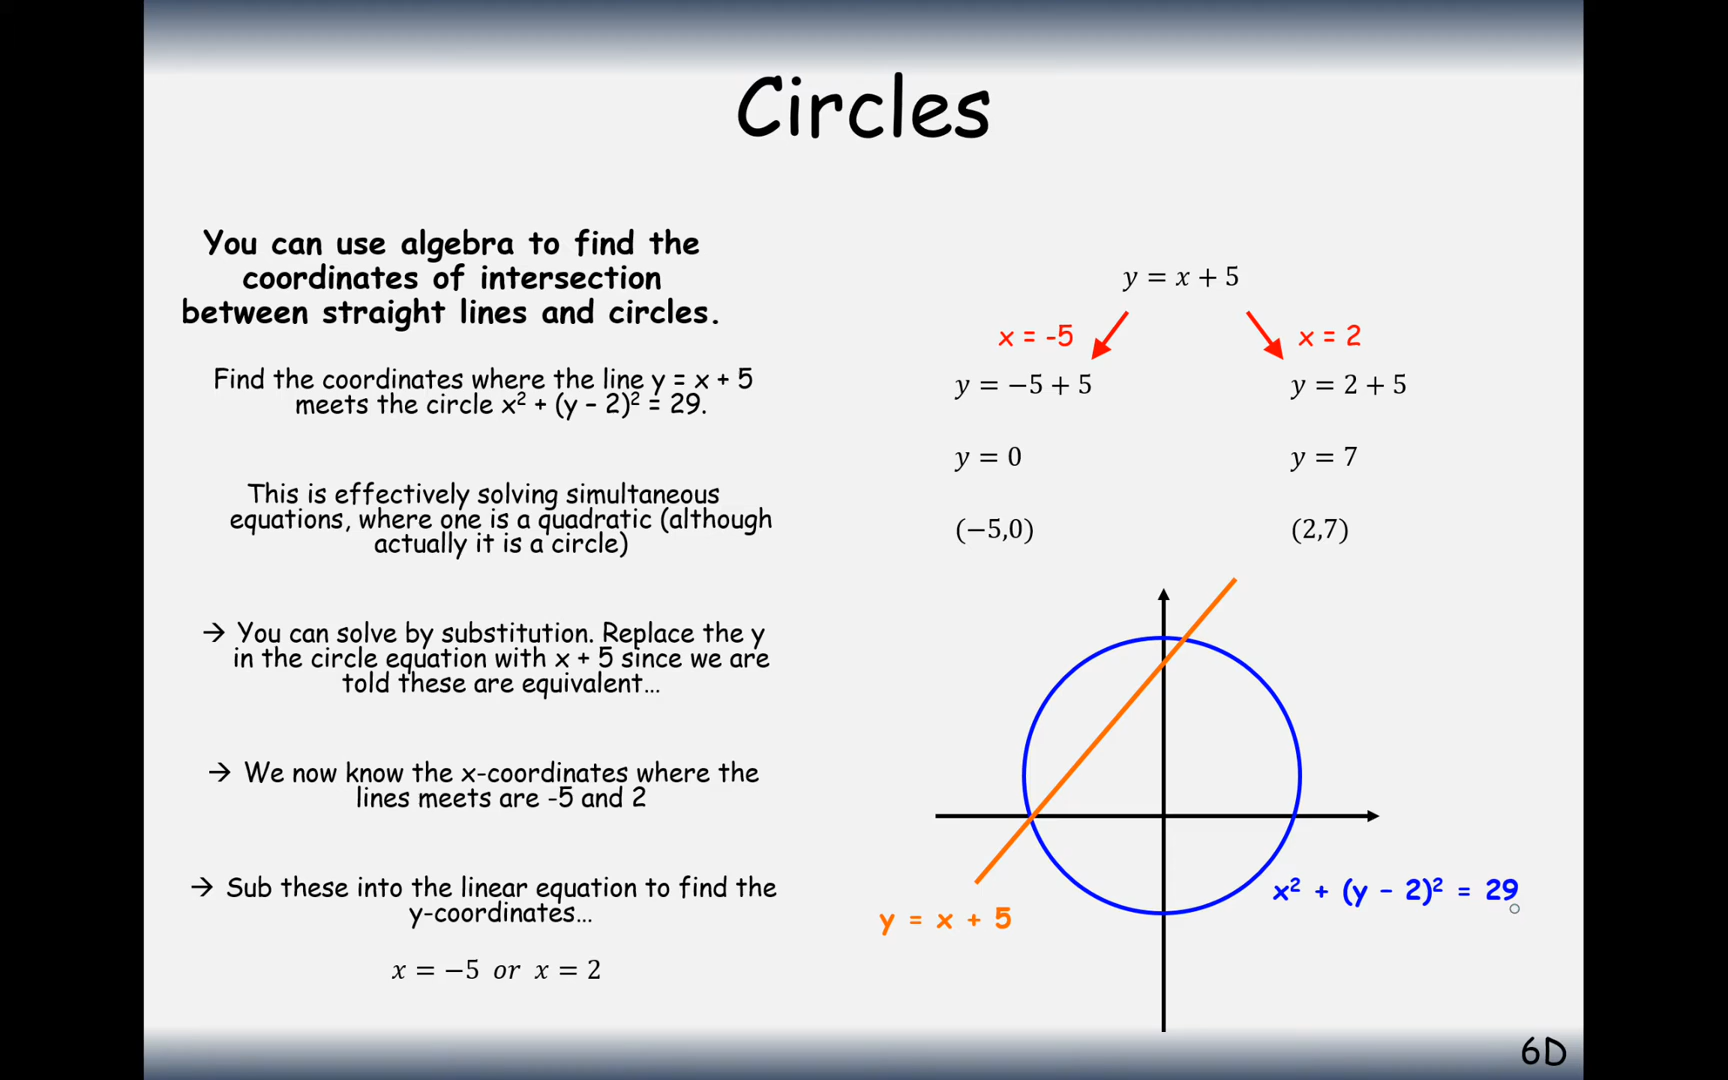 Circles
You can use algebra to find the
coordinates of intersection
between straight lines and circles.
Find the coordinates where the line y = x + 5
meets the circle x² + (y – 2)² = 29.
This is effectively solving simultaneous
equations, where one is a quadratic (although
actually it is a circle)
→ You can solve by substitution. Replace the y
in the circle equation with x + 5 since we are
told these are equivalent…
→ We now know the x-coordinates where the
lines meets are -5 and 2
→ Sub these into the linear equation to find the
y-coordinates…
x = −5 or x = 2
y = x + 5
x = -5
x = 2
y = −5 + 5
y = 2 + 5
y = 0
y = 7
(−5,0)
(2,7)
x² + (y – 2)² = 29
y = x + 5
6D